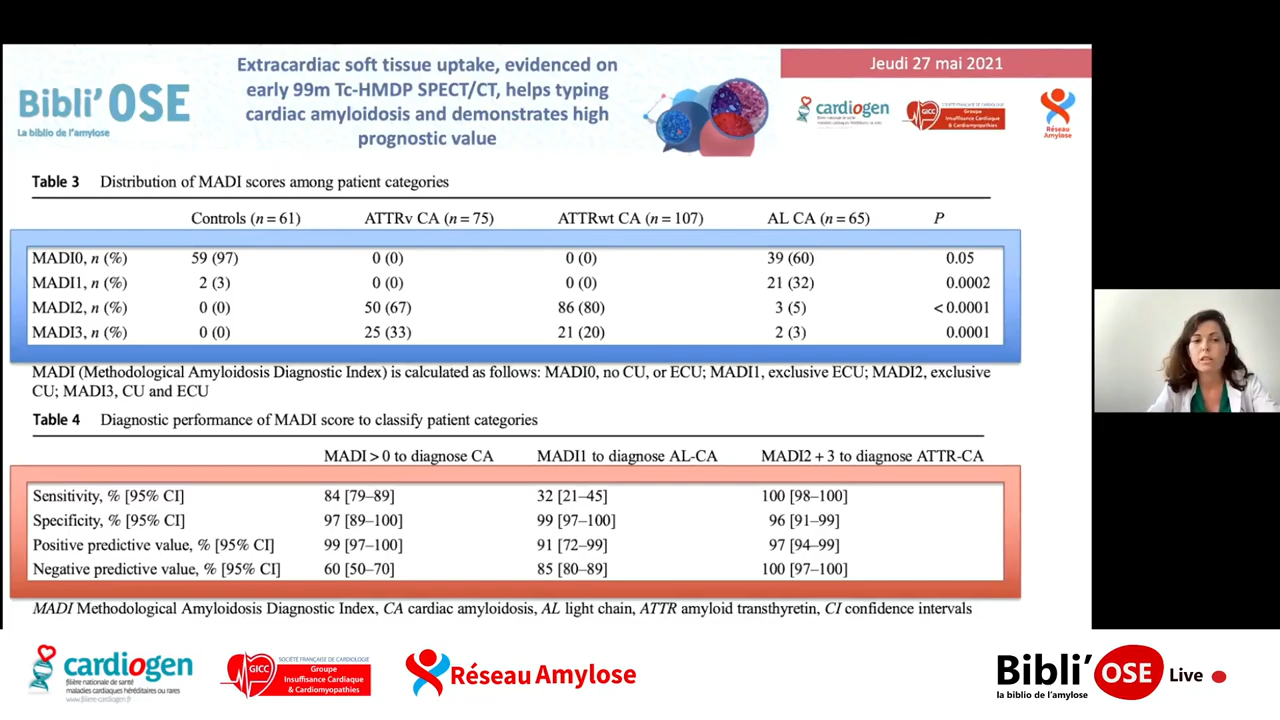 Bibli'OSE
La biblio de l'amylose
Extracardiac soft tissue uptake, evidenced on
early 99m Tc-HMDP SPECT/CT, helps typing
cardiac amyloidosis and demonstrates high
prognostic value
Jeudi 27 mai 2021
cardiogen
GICC
Groupe
Insuffisance Cardiaque
& Cardiomyopathies
Réseau
Amylose
Table 3 Distribution of MADI scores among patient categories
Controls (n = 61) ATTRv CA (n = 75) ATTRwt CA (n = 107) AL CA (n = 65) P
MADI0, n (%) 59 (97) 0 (0) 0 (0) 39 (60) 0.05
MADI1, n (%) 2 (3) 0 (0) 0 (0) 21 (32) 0.0002
MADI2, n (%) 0 (0) 50 (67) 86 (80) 3 (5) < 0.0001
MADI3, n (%) 0 (0) 25 (33) 21 (20) 2 (3) 0.0001
MADI (Methodological Amyloidosis Diagnostic Index) is calculated as follows: MADI0, no CU, or ECU; MADI1, exclusive ECU; MADI2, exclusive
CU; MADI3, CU and ECU
Table 4 Diagnostic performance of MADI score to classify patient categories
MADI > 0 to diagnose CA MADI1 to diagnose AL-CA MADI2 + 3 to diagnose ATTR-CA
Sensitivity, % [95% CI] 84 [79–89] 32 [21–45] 100 [98–100]
Specificity, % [95% CI] 97 [89–100] 99 [97–100] 96 [91–99]
Positive predictive value, % [95% CI] 99 [97–100] 91 [72–99] 97 [94–99]
Negative predictive value, % [95% CI] 60 [50–70] 85 [80–89] 100 [97–100]
MADI Methodological Amyloidosis Diagnostic Index, CA cardiac amyloidosis, AL light chain, ATTR amyloid transthyretin, CI confidence intervals
cardiogen
filière nationale de santé
maladies cardiaques héréditaires ou rares
www.filiere-cardiogen.fr
GICC
SOCIÉTÉ FRANÇAISE DE CARDIOLOGIE
Groupe
Insuffisance Cardiaque
& Cardiomyopathies
Réseau Amylose
Bibli'OSE Live
la biblio de l'amylose